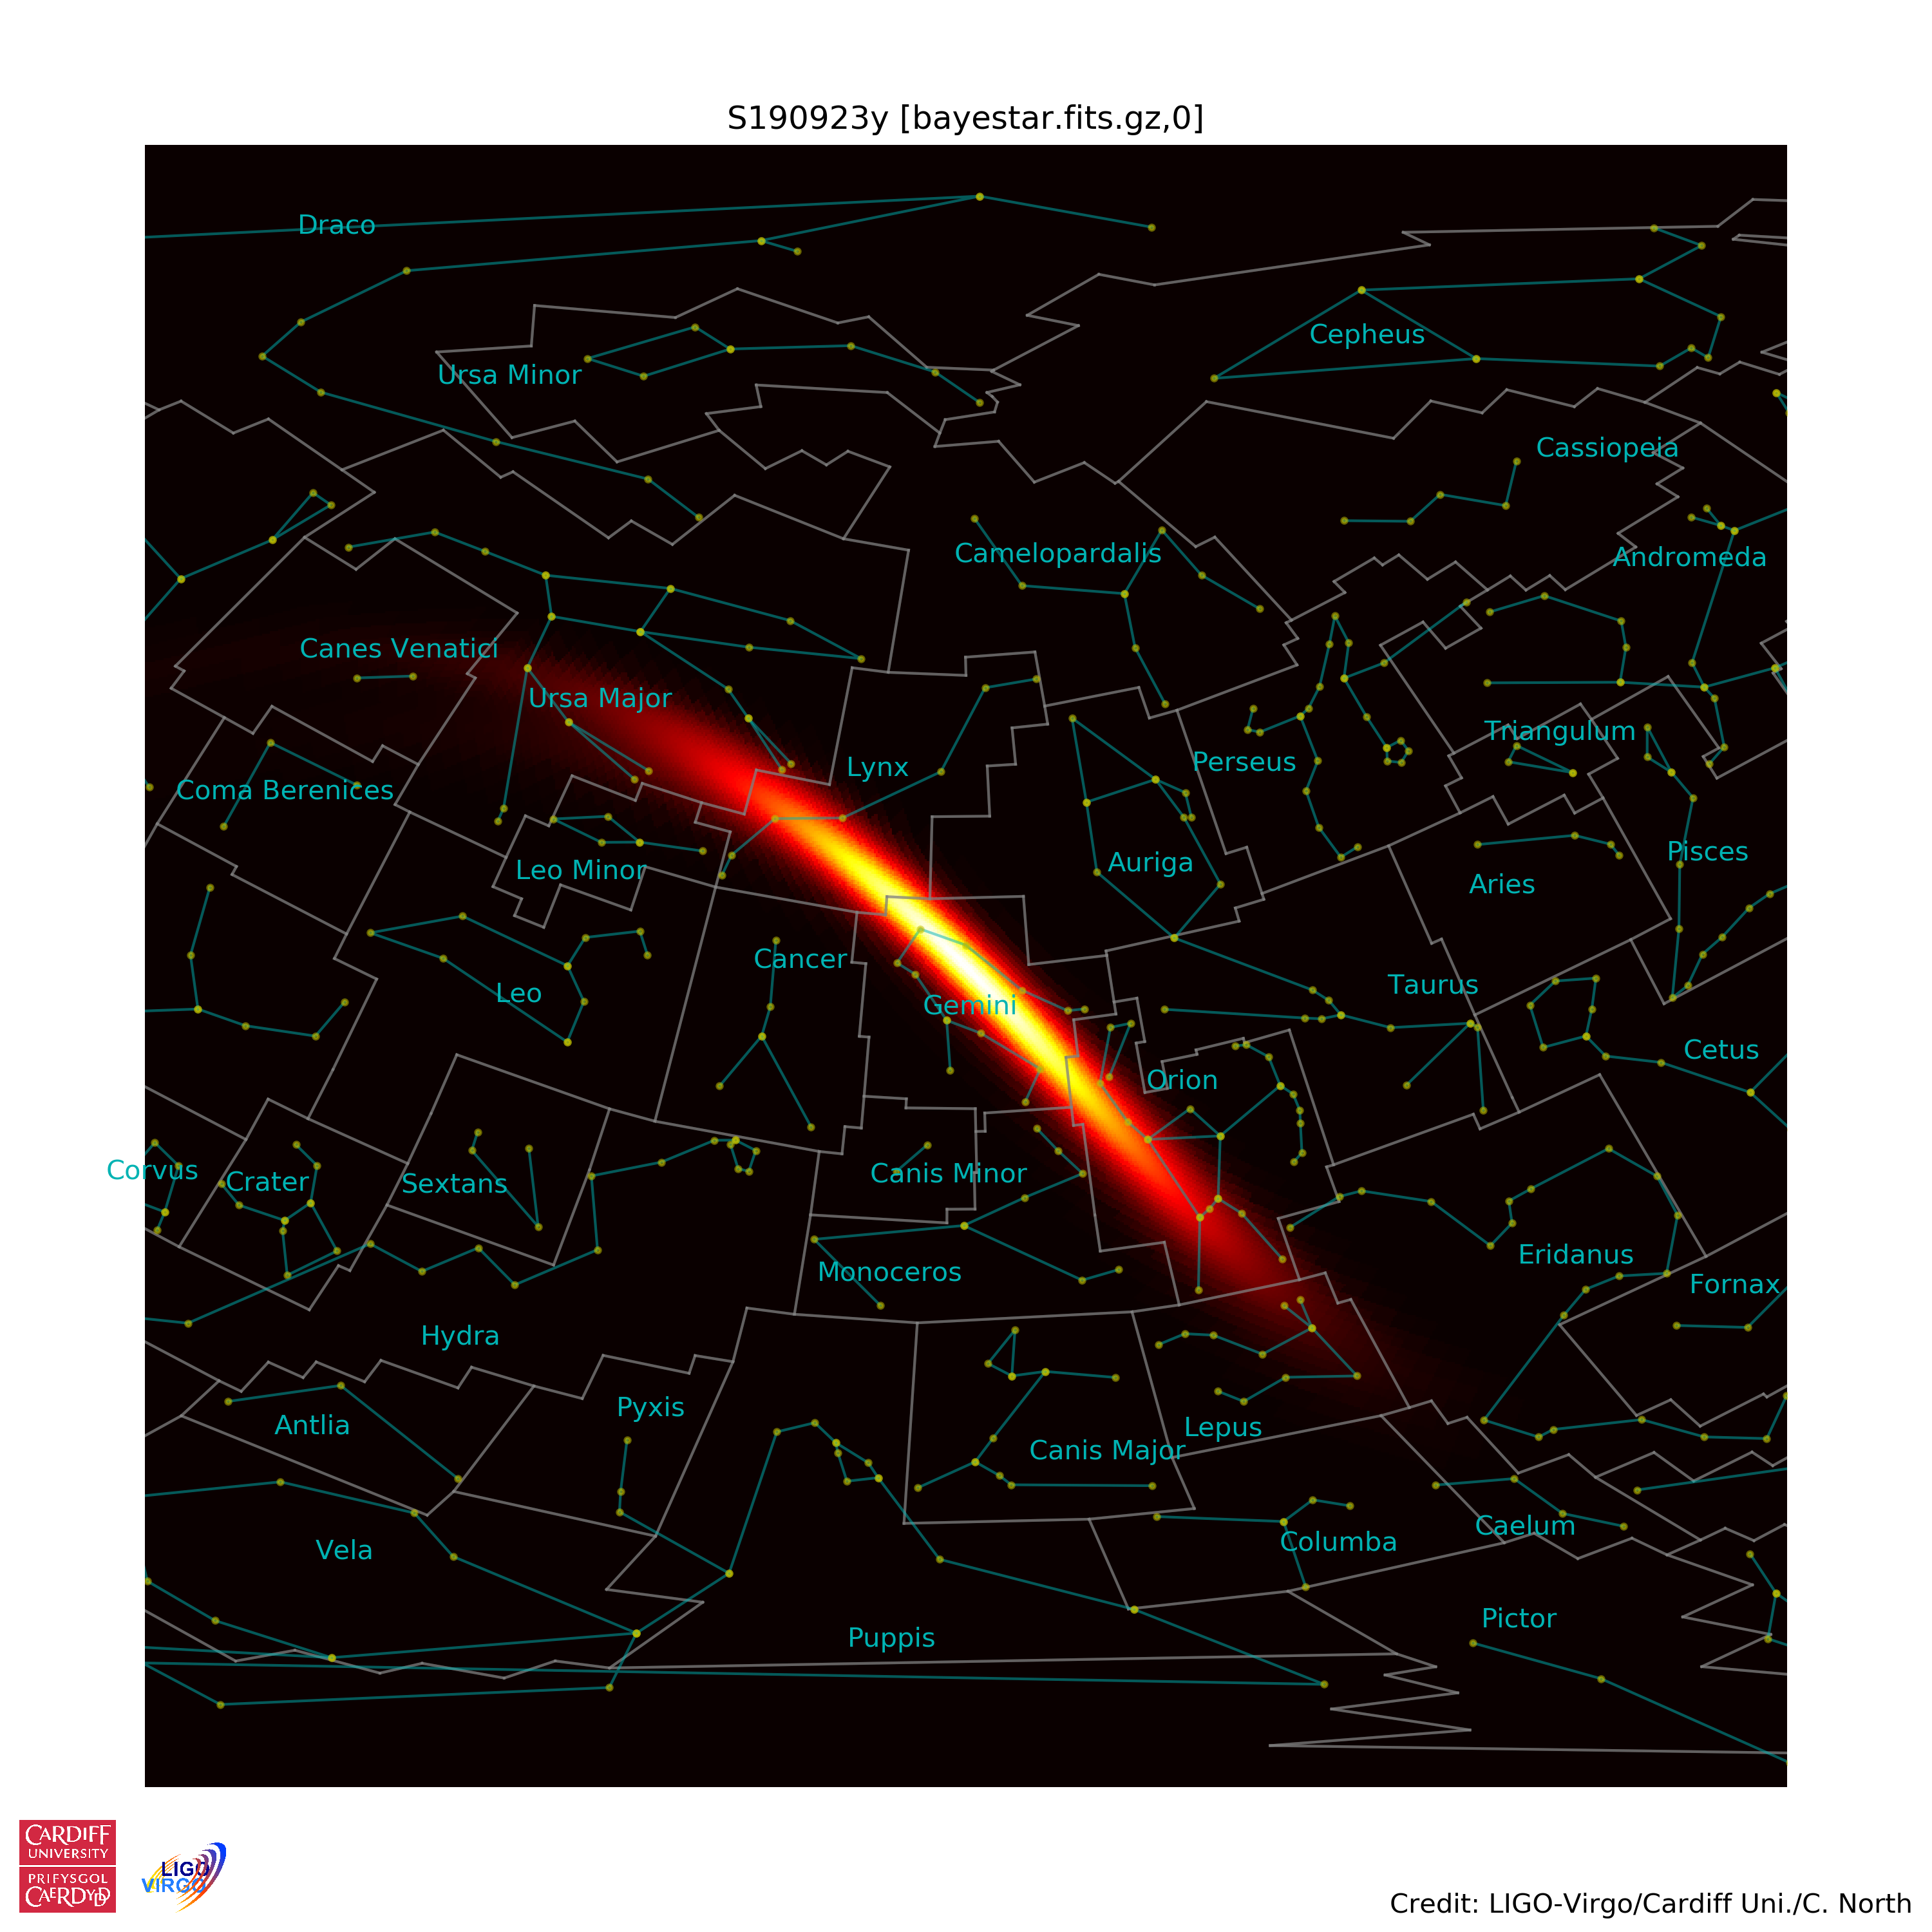 S190923y [bayestar.fits.gz,0]
Draco
Cepheus
Ursa Minor
Cassiopeia
Camelopardalis
Andromeda
Canes Venatici
Ursa Major
Triangulum
Perseus
Lynx
Coma Berenices
Pisces
Auriga
Leo Minor
Aries
Cancer
Taurus
Leo
Gemini
Cetus
Orion
Corvus
Canis Minor
Crater
Sextans
Eridanus
Monoceros
Fornax
Hydra
Pyxis
Antlia
Lepus
Canis Major
Caelum
Columba
Vela
Pictor
Puppis
CARDIFF
UNIVERSITY
PRIFYSGOL
CAERDYDD
LIGO
VIRGO
Credit: LIGO-Virgo/Cardiff Uni./C. North